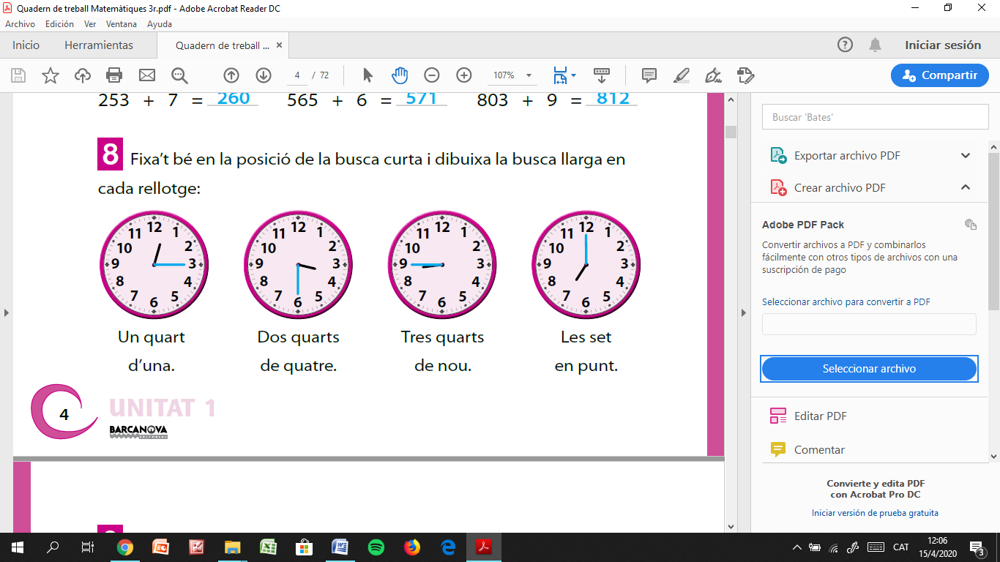 Quadern de treball Matemàtiques 3r.pdf - Adobe Acrobat Reader DC
Archivo Edición Ver Ventana Ayuda
Inicio Herramientas Quadern de treball ... Iniciar sesión
4 / 72 107% Compartir
253 + 7 = 260 565 + 6 = 571 803 + 9 = 812
8 Fixa't bé en la posició de la busca curta i dibuixa la busca llarga en
cada rellotge:
12 1 2 3 4 5 6 7 8 9 10 11
12 1 2 3 4 5 6 7 8 9 10 11
12 1 2 3 4 5 6 7 8 9 10 11
12 1 2 3 4 5 6 7 8 9 10 11
Un quart Dos quarts Tres quarts Les set
d'una. de quatre. de nou. en punt.
4 UNITAT 1
BARCANOVA
Buscar 'Bates'
Exportar archivo PDF
Crear archivo PDF
Adobe PDF Pack
Convertir archivos a PDF y combinarlos
fácilmente con otros tipos de archivos con una
suscripción de pago
Seleccionar archivo para convertir a PDF
Seleccionar archivo
Editar PDF
Comentar
Convierte y edita PDF
con Acrobat Pro DC
Iniciar versión de prueba gratuita
CAT 12:06
15/4/2020 3